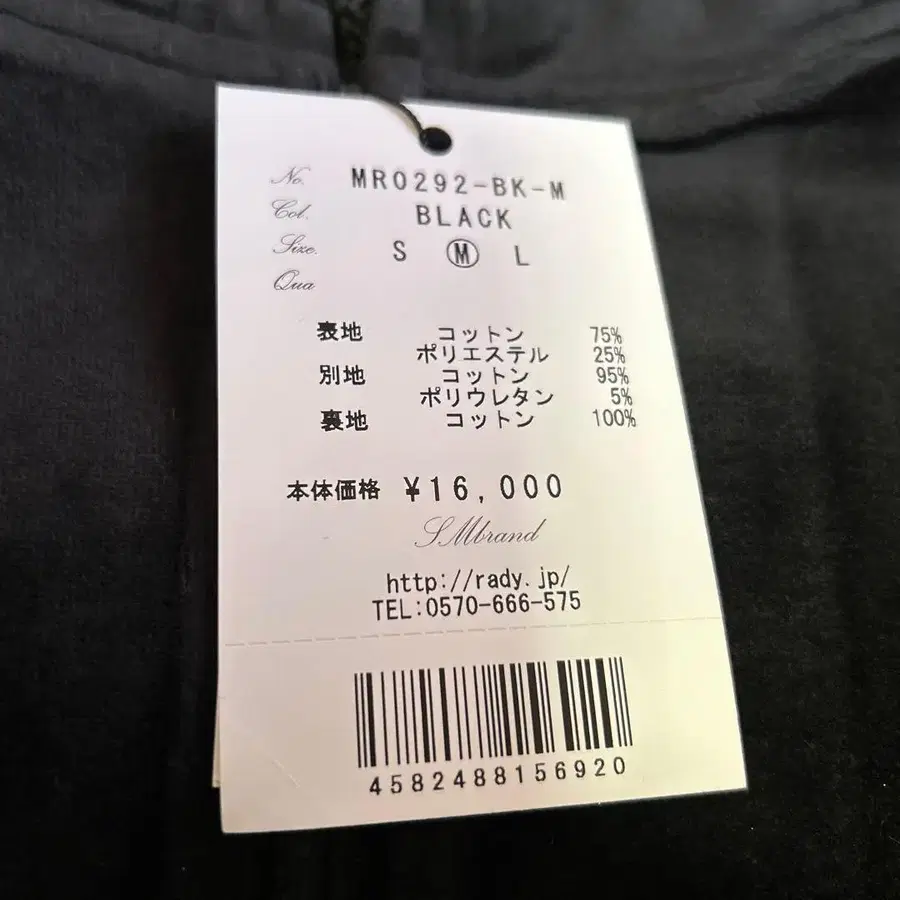 No. MR0292-BK-M
Col. BLACK
Size. S M L
Qua
表地 コットン 75%
ポリエステル 25%
別地 コットン 95%
ポリウレタン 5%
裏地 コットン 100%
本体価格 ¥16,000
S.Mbrand
http://rady.jp/
TEL:0570-666-575
4582488156920